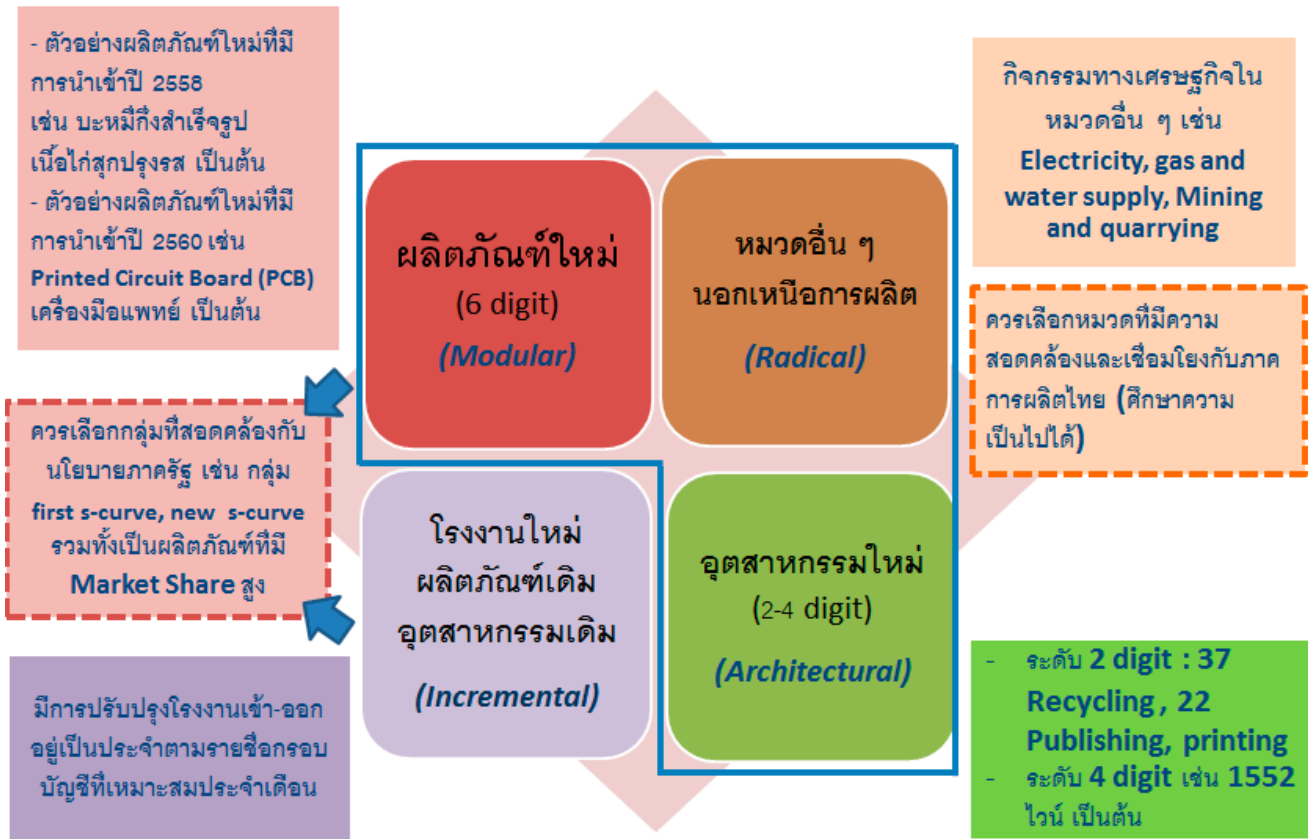 - ตัวอย่างผลิตภัณฑ์ใหม่ที่มี
การนำเข้าปี 2558
เช่น บะหมี่กึ่งสำเร็จรูป
เนื้อไก่สุกปรุงรส เป็นต้น
- ตัวอย่างผลิตภัณฑ์ใหม่ที่มี
การนำเข้าปี 2560 เช่น
Printed Circuit Board (PCB)
เครื่องมือแพทย์ เป็นต้น
ควรเลือกกลุ่มที่สอดคล้องกับ
นโยบายภาครัฐ เช่น กลุ่ม
first s-curve, new s-curve
รวมทั้งเป็นผลิตภัณฑ์ที่มี
Market Share สูง
มีการปรับปรุงโรงงานเข้า-ออก
อยู่เป็นประจำตามรายชื่อกรอบ
บัญชีที่เหมาะสมประจำเดือน
ผลิตภัณฑ์ใหม่
(6 digit)
(Modular)
หมวดอื่น ๆ
นอกเหนือการผลิต
(Radical)
โรงงานใหม่
ผลิตภัณฑ์เดิม
อุตสาหกรรมเดิม
(Incremental)
อุตสาหกรรมใหม่
(2-4 digit)
(Architectural)
กิจกรรมทางเศรษฐกิจใน
หมวดอื่น ๆ เช่น
Electricity, gas and
water supply, Mining
and quarrying
ควรเลือกหมวดที่มีความ
สอดคล้องและเชื่อมโยงกับภาค
การผลิตไทย (ศึกษาความ
เป็นไปได้)
- ระดับ 2 digit : 37
Recycling , 22
Publishing, printing
- ระดับ 4 digit เช่น 1552
ไวน์ เป็นต้น